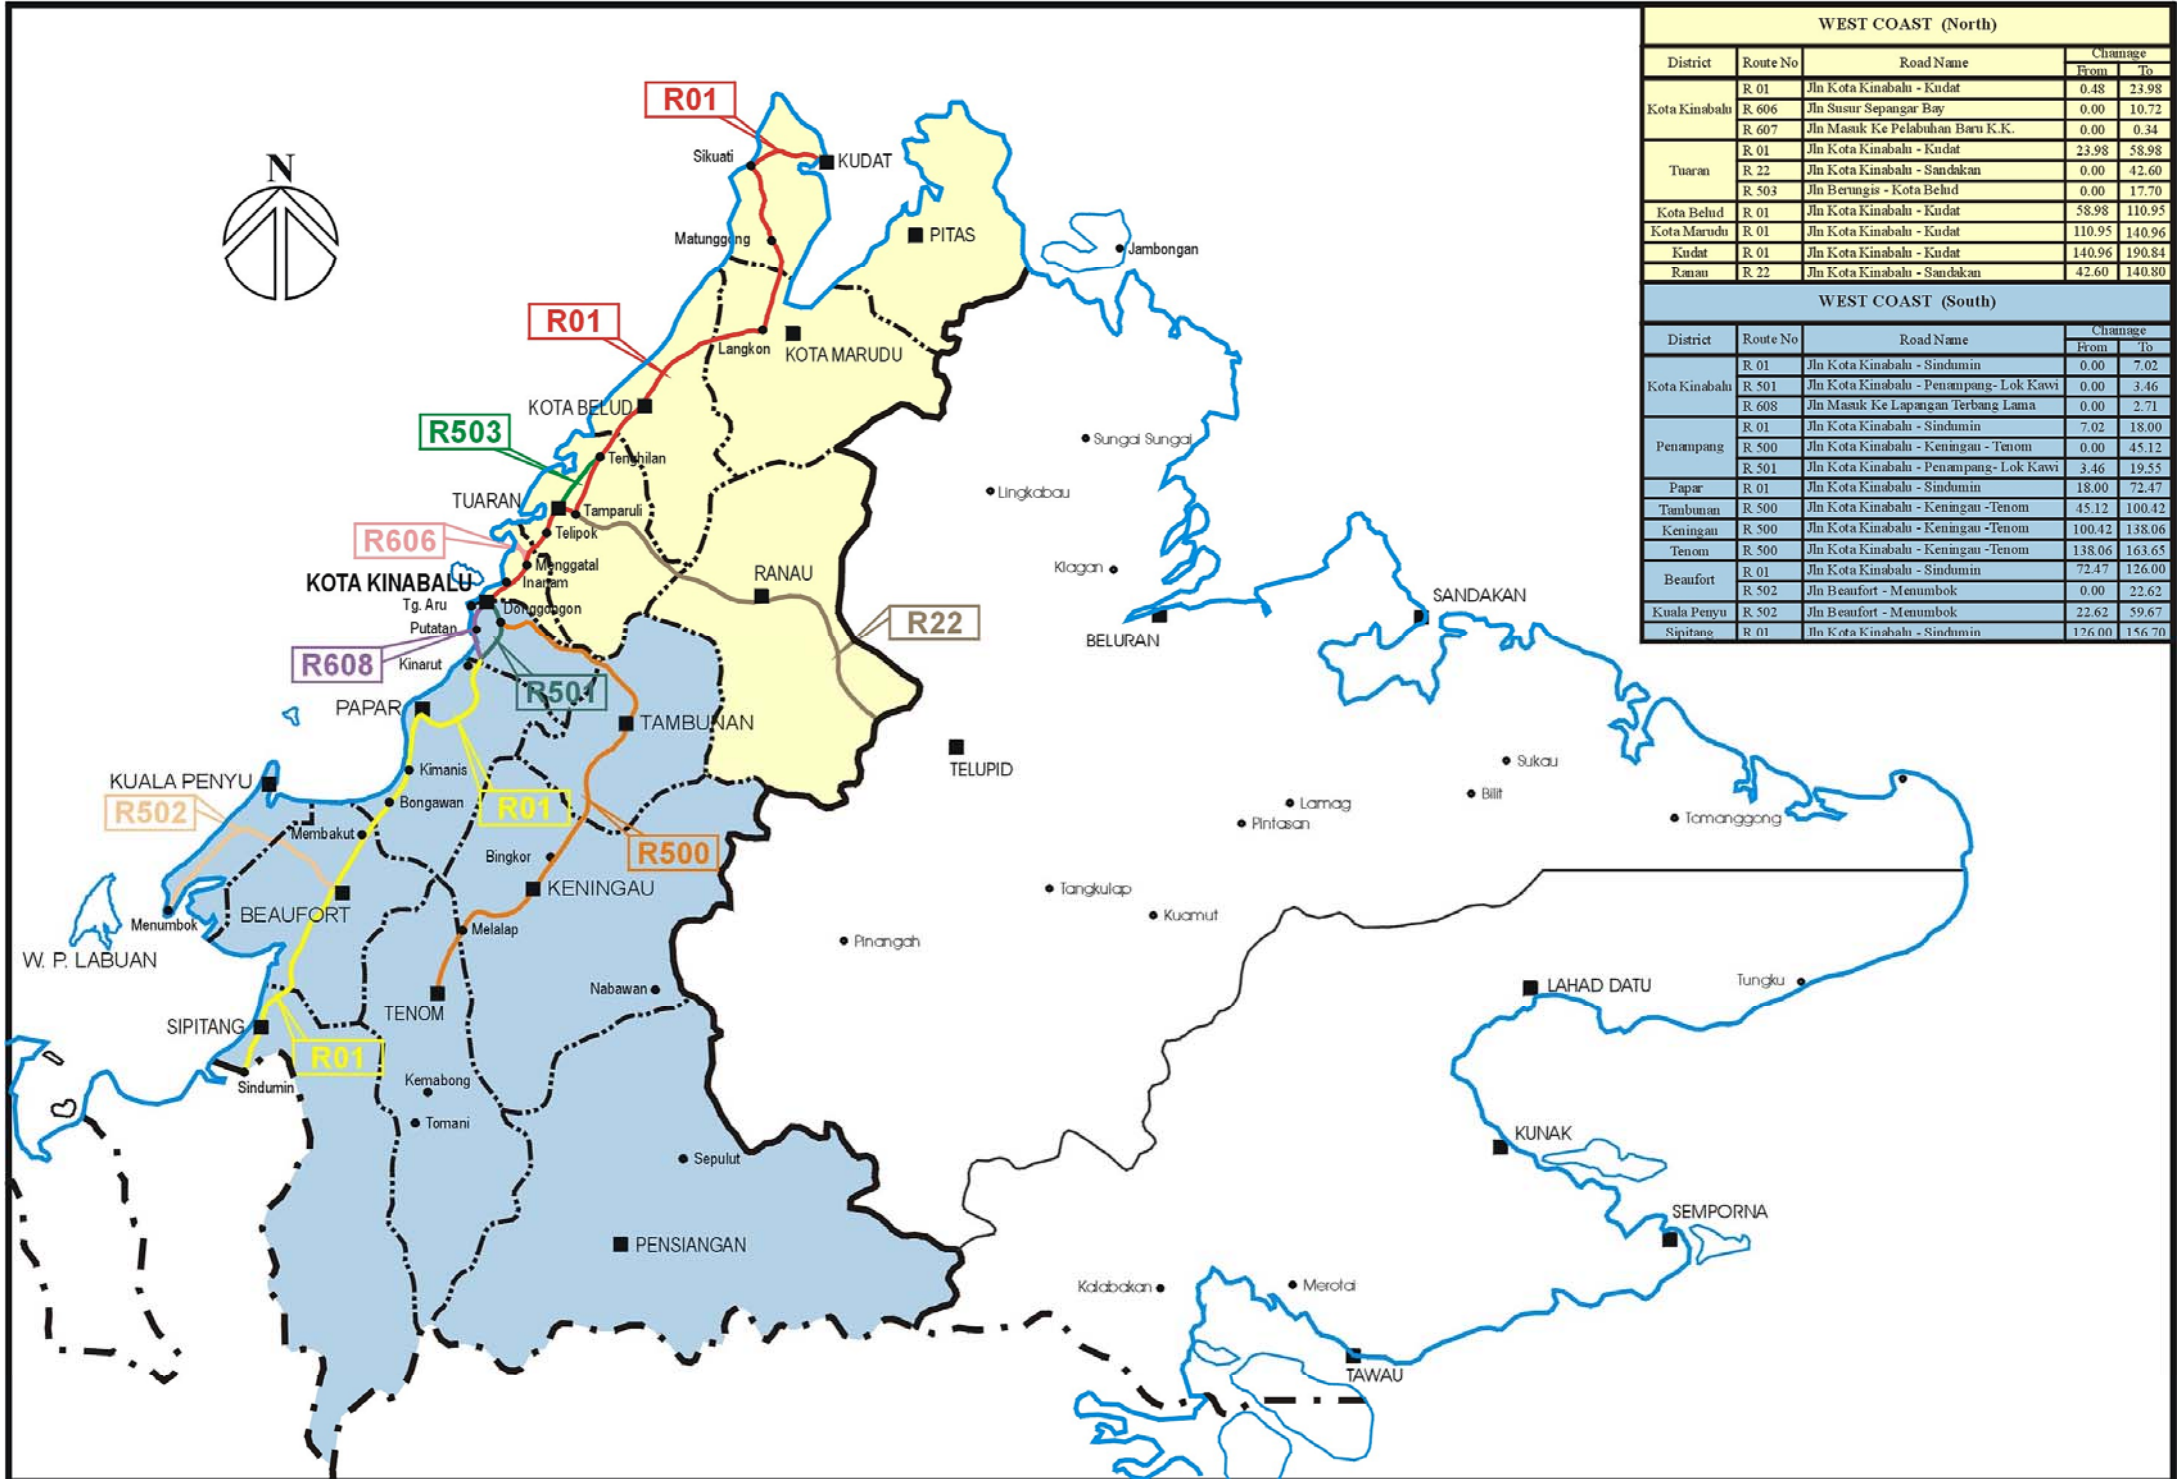 WEST COAST (North)
District Route No Road Name Chainage
From To
Kota Kinabalu R 01 Jln Kota Kinabalu - Kudat 0.48 23.98
R 606 Jln Susur Sepangar Bay 0.00 10.72
R 607 Jln Masuk Ke Pelabuhan Baru K.K. 0.00 0.34
Tuaran R 01 Jln Kota Kinabalu - Kudat 23.98 58.98
R 22 Jln Kota Kinabalu - Sandakan 0.00 42.60
R 503 Jln Berungis - Kota Belud 0.00 17.70
Kota Belud R 01 Jln Kota Kinabalu - Kudat 58.98 110.95
Kota Marudu R 01 Jln Kota Kinabalu - Kudat 110.95 140.96
Kudat R 01 Jln Kota Kinabalu - Kudat 140.96 190.84
Ranau R 22 Jln Kota Kinabalu - Sandakan 42.60 140.80
WEST COAST (South)
District Route No Road Name Chainage
From To
Kota Kinabalu R 01 Jln Kota Kinabalu - Sindumin 0.00 7.02
R 501 Jln Kota Kinabalu - Penampang- Lok Kawi 0.00 3.46
R 608 Jln Masuk Ke Lapangan Terbang Lama 0.00 2.71
Penampang R 01 Jln Kota Kinabalu - Sindumin 7.02 18.00
R 500 Jln Kota Kinabalu - Keningau - Tenom 0.00 45.12
R 501 Jln Kota Kinabalu - Penampang- Lok Kawi 3.46 19.55
Papar R 01 Jln Kota Kinabalu - Sindumin 18.00 72.47
Tambunan R 500 Jln Kota Kinabalu - Keningau -Tenom 45.12 100.42
Keningau R 500 Jln Kota Kinabalu - Keningau -Tenom 100.42 138.06
Tenom R 500 Jln Kota Kinabalu - Keningau -Tenom 138.06 163.65
Beaufort R 01 Jln Kota Kinabalu - Sindumin 72.47 126.00
R 502 Jln Beaufort - Menumbok 0.00 22.62
Kuala Penyu R 502 Jln Beaufort - Menumbok 22.62 59.67
Sipitang R 01 Jln Kota Kinabalu - Sindumin 126.00 156.70
N
R01
Sikuati
KUDAT
Matunggong
PITAS
Jambongan
R01
Langkon
KOTA MARUDU
KOTA BELUD
R503
Sungai Sungai
Tenghilan
Lingkabau
TUARAN
Tamparuli
R606
Telipok
Menggatal
Klagan
RANAU
KOTA KINABALU
Inanam
SANDAKAN
Tg. Aru
Donggongon
R22
Putatan
BELURAN
R608
Kinarut
R501
PAPAR
TAMBUNAN
TELUPID
Sukau
Kimanis
KUALA PENYU
R502
Bongawan
R01
Lamag
Bilit
Pintasan
Tomanggong
Membakut
R500
Bingkor
KENINGAU
Tangkulap
BEAUFORT
Kuamut
Menumbok
Melalap
Pinangah
W. P. LABUAN
Tungku
LAHAD DATU
Nabawan
TENOM
SIPITANG
R01
Kemabong
Sindumin
Tomani
KUNAK
Sepulut
SEMPORNA
PENSIANGAN
Kalabakan
Merotai
TAWAU